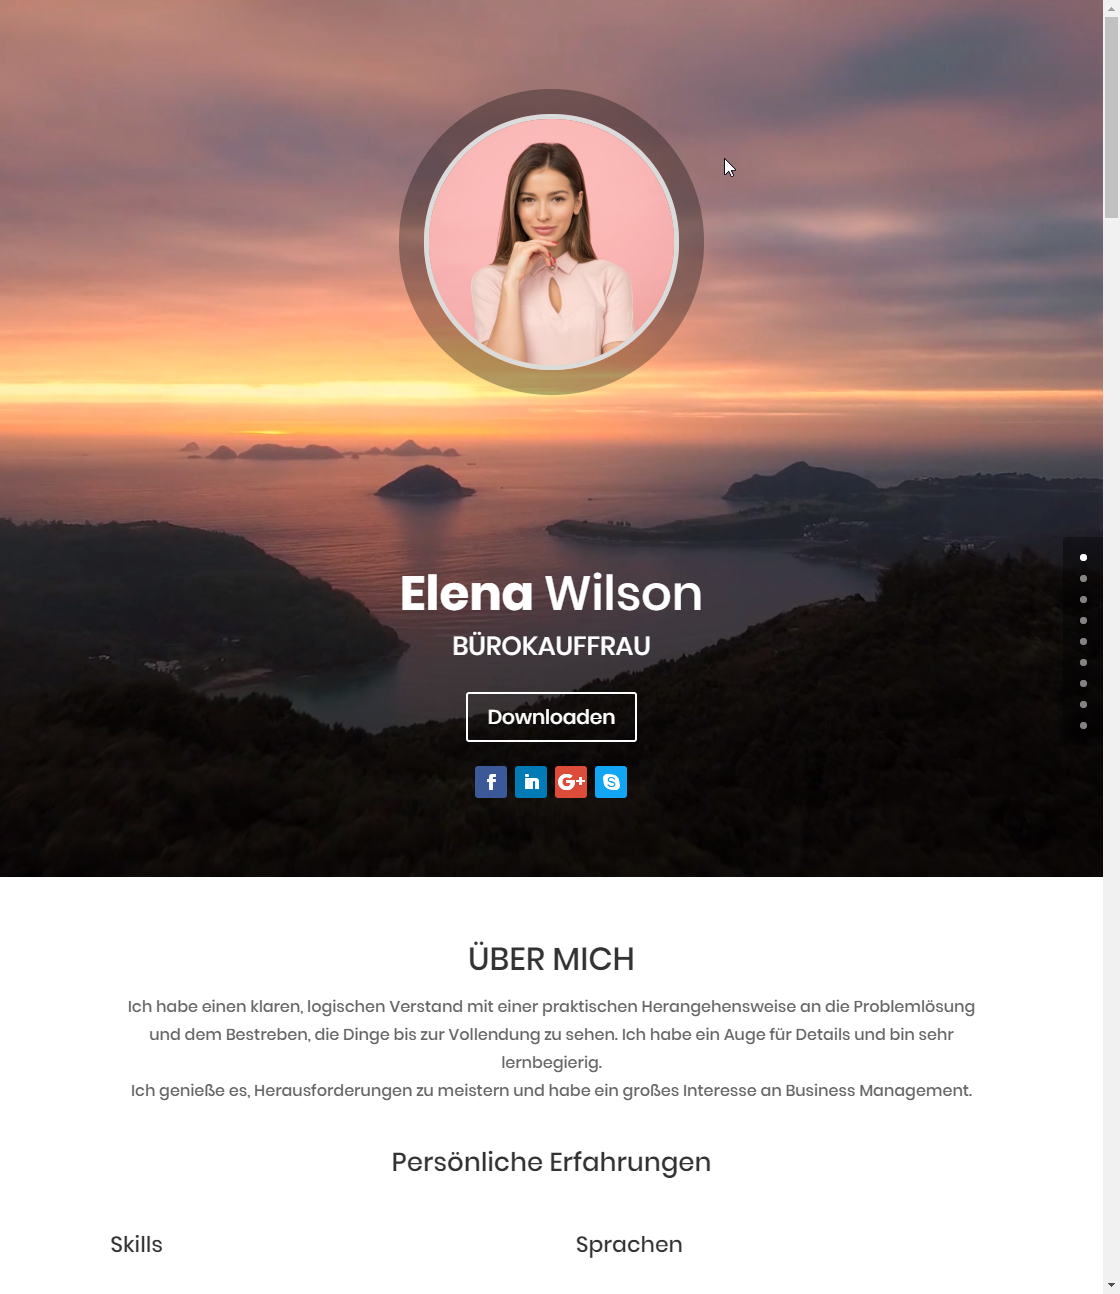 Elena Wilson
BÜROKAUFFRAU
Downloaden
f in G+ S
ÜBER MICH
Ich habe einen klaren, logischen Verstand mit einer praktischen Herangehensweise an die Problemlösung
und dem Bestreben, die Dinge bis zur Vollendung zu sehen. Ich habe ein Auge für Details und bin sehr
lernbegierig.
Ich genieße es, Herausforderungen zu meistern und habe ein großes Interesse an Business Management.
Persönliche Erfahrungen
Skills
Sprachen